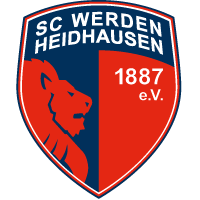 SC WERDEN
HEIDHAUSEN
1887
e.V.